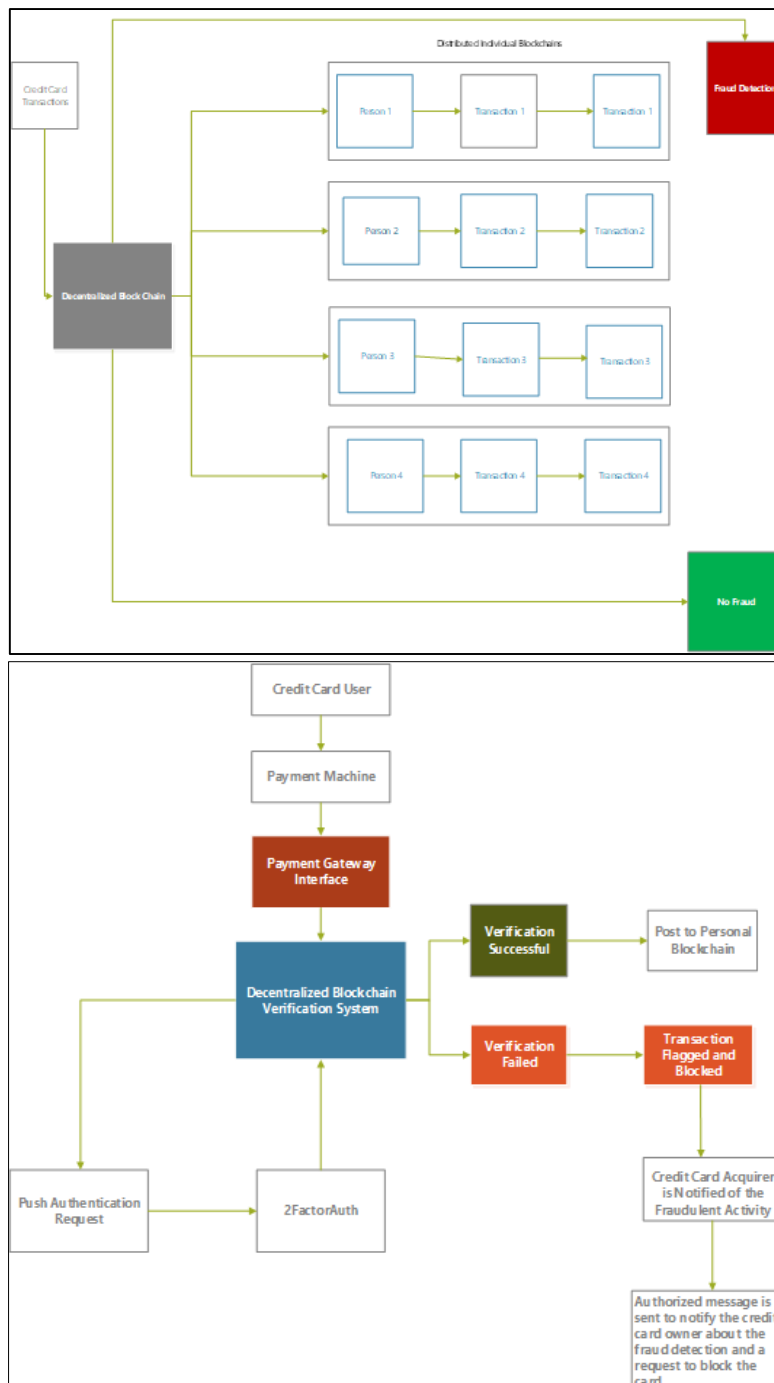 Distributed Individual Blockchains
Credit Card
Transactions
Fraud Detection
Person 1
Transaction 1
Transaction 1
Person 2
Transaction 2
Transaction 2
Decentralized Block Chain
Person 3
Transaction 3
Transaction 3
Person 4
Transaction 4
Transaction 4
No Fraud
Credit Card User
Payment Machine
Payment Gateway
Interface
Verification
Successful
Post to Personal
Blockchain
Decentralized Blockchain
Verification System
Verification
Failed
Transaction
Flagged and
Blocked
Push Authentication
Request
2FactorAuth
Credit Card Acquirer
is Notified of the
Fraudulent Activity
Authorized message is
sent to notify the credit
card owner about the
fraud detection and a
request to block the
card